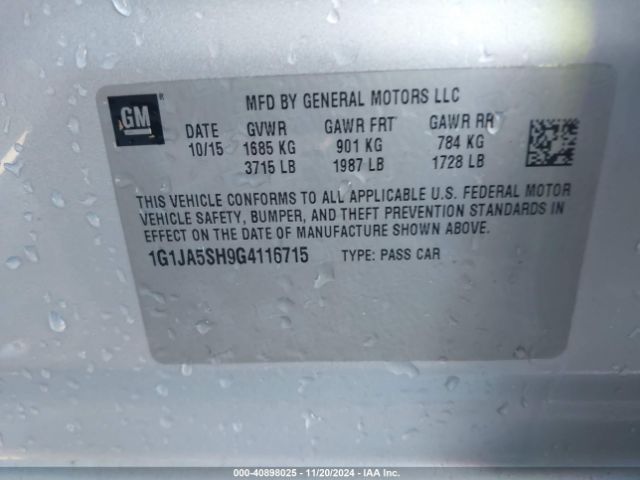 GM ®
MFD BY GENERAL MOTORS LLC
DATE GVWR GAWR FRT GAWR RR
10/15 1685 KG 901 KG 784 KG
3715 LB 1987 LB 1728 LB
THIS VEHICLE CONFORMS TO ALL APPLICABLE U.S. FEDERAL MOTOR
VEHICLE SAFETY, BUMPER, AND THEFT PREVENTION STANDARDS IN
EFFECT ON THE DATE OF MANUFACTURE SHOWN ABOVE.
1G1JA5SH9G4116715 TYPE: PASS CAR
000-40898025 - 11/20/2024 - IAA Inc.